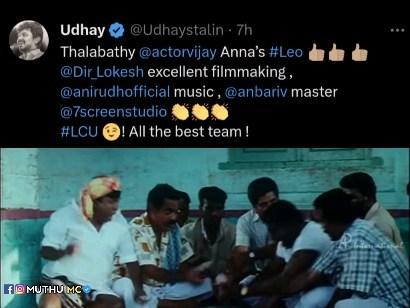 Udhay @Udhaystalin · 7h
Thalabathy @actorvijay Anna's #Leo 👍🏼👍🏼👍🏼
@Dir_Lokesh excellent filmmaking ,
@anirudhofficial music , @anbariv master
@7screenstudio 👏👏👏
#LCU 😉! All the best team !
International
MUTHU MC